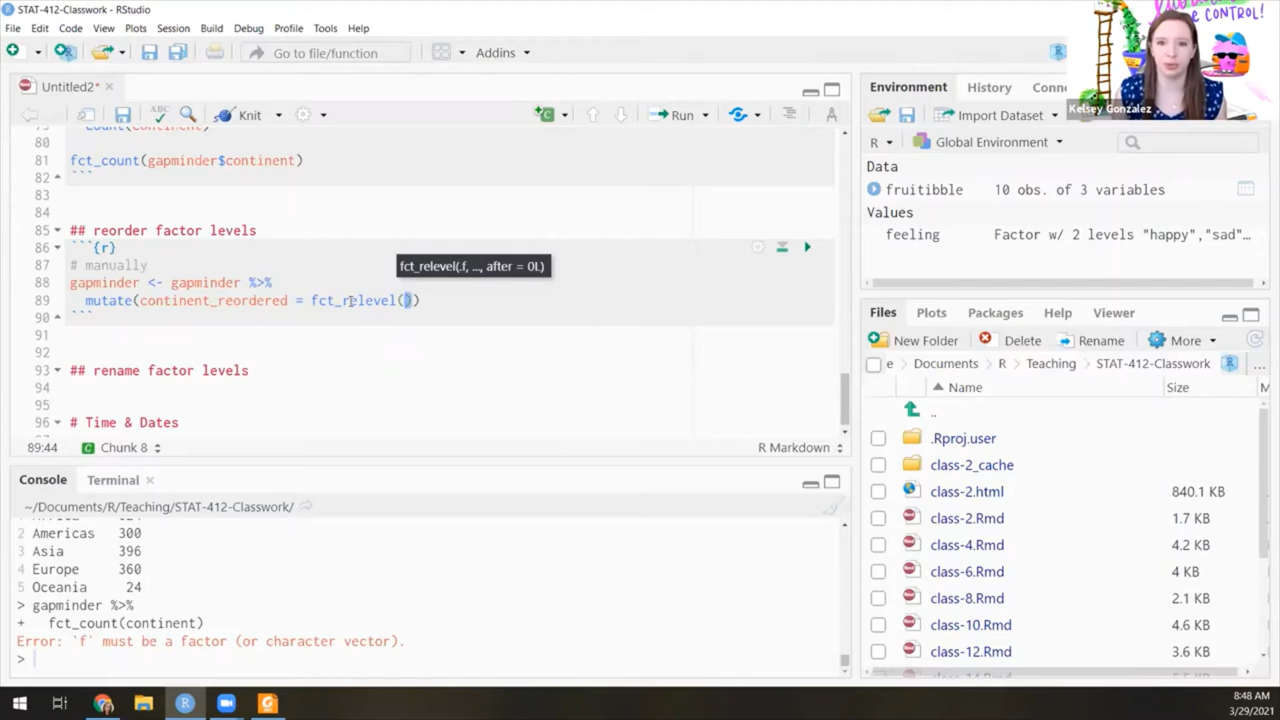 STAT-412-Classwork - RStudio
File Edit Code View Plots Session Build Debug Profile Tools Help
Go to file/function
Addins
Kelsey Gonzalez
CONTROL!
Untitled2*
ABC
Knit
Run
80
81 fct_count(gapminder$continent)
82 ```
83
84
85 ## reorder factor levels
86 ```{r}
87 # manually
fct_relevel(.f, ..., after = 0L)
88 gapminder <- gapminder %>%
89 mutate(continent_reordered = fct_relevel())
90 ```
91
92
93 ## rename factor levels
94
95
96 # Time & Dates
89:44 Chunk 8 R Markdown
Console Terminal
~/Documents/R/Teaching/STAT-412-Classwork/
2 Americas 300
3 Asia 396
4 Europe 360
5 Oceania 24
> gapminder %>%
+ fct_count(continent)
Error: `f` must be a factor (or character vector).
>
Environment History Conne
Import Dataset
R Global Environment
Data
fruitibble 10 obs. of 3 variables
Values
feeling Factor w/ 2 levels "happy","sad"…
Files Plots Packages Help Viewer
New Folder Delete Rename More
e Documents R Teaching STAT-412-Classwork ...
Name Size
..
.Rproj.user
class-2_cache
class-2.html 840.1 KB
class-2.Rmd 1.7 KB
class-4.Rmd 4.2 KB
class-6.Rmd 4 KB
class-8.Rmd 2.1 KB
class-10.Rmd 4.6 KB
class-12.Rmd 3.6 KB
8:48 AM
3/29/2021